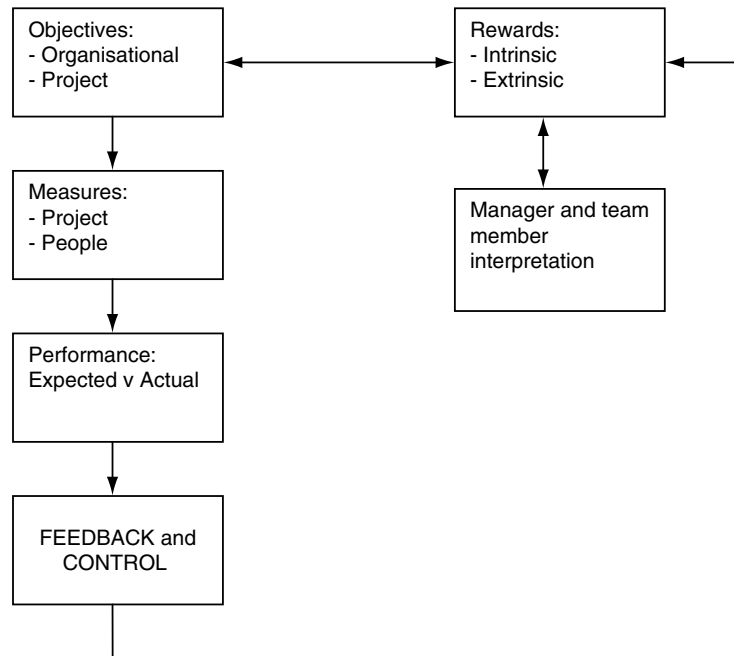 Objectives:
- Organisational
- Project
Rewards:
- Intrinsic
- Extrinsic
Measures:
- Project
- People
Manager and team
member
interpretation
Performance:
Expected v Actual
FEEDBACK and
CONTROL